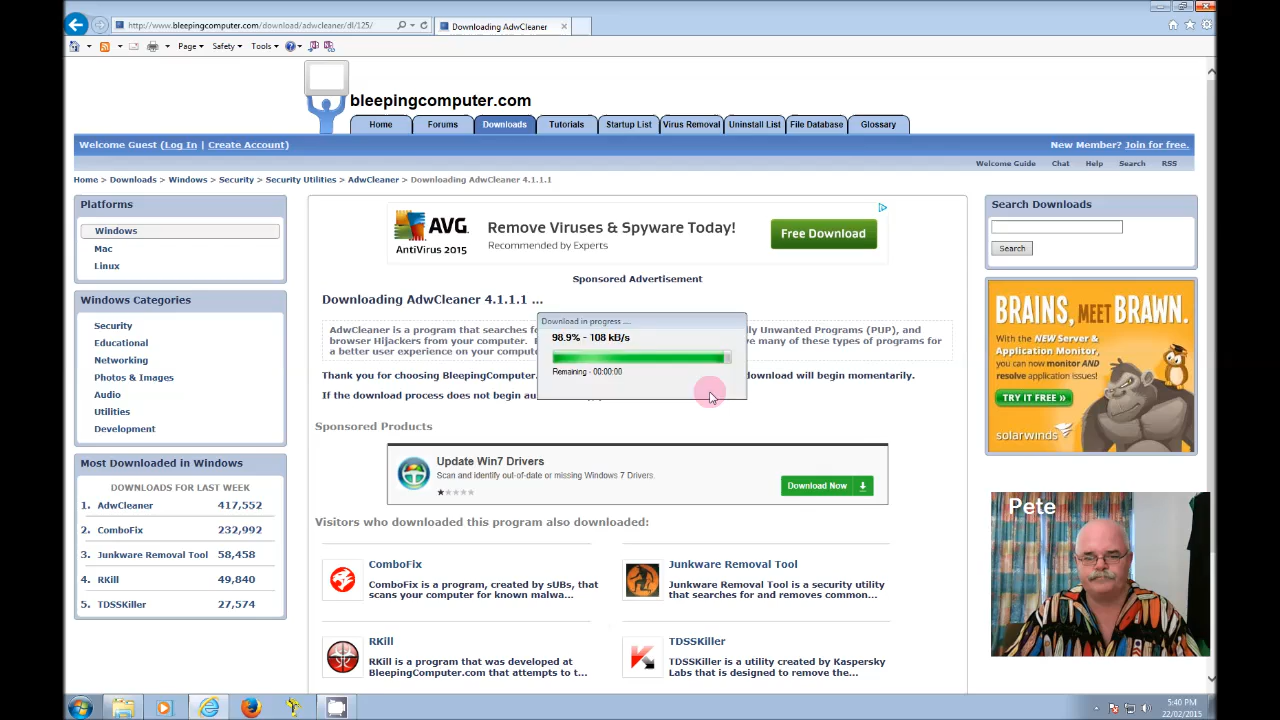 http://www.bleepingcomputer.com/download/adwcleaner/dl/125/
Downloading AdwCleaner
Page
Safety
Tools
bleepingcomputer.com
Home
Forums
Downloads
Tutorials
Startup List
Virus Removal
Uninstall List
File Database
Glossary
Welcome Guest (Log In | Create Account)
New Member? Join for free.
Welcome Guide
Chat
Help
Search
RSS
Home > Downloads > Windows > Security > Security Utilities > AdwCleaner > Downloading AdwCleaner 4.1.1.1
Platforms
Windows
Mac
Linux
Windows Categories
Security
Educational
Networking
Photos & Images
Audio
Utilities
Development
Most Downloaded in Windows
DOWNLOADS FOR LAST WEEK
1. AdwCleaner 417,552
2. ComboFix 232,992
3. Junkware Removal Tool 58,458
4. RKill 49,840
5. TDSSKiller 27,574
AVG
AntiVirus 2015
Remove Viruses & Spyware Today!
Recommended by Experts
Free Download
Sponsored Advertisement
Downloading AdwCleaner 4.1.1.1 ...
AdwCleaner is a program that searches for
Unwanted Programs (PUP), and
browser Hijackers from your computer.
many of these types of programs for
a better user experience on your
Thank you for choosing BleepingComputer.
download will begin momentarily.
If the download process does not begin
Download in progress ....
98.9% - 108 kB/s
Remaining - 00:00:00
Sponsored Products
Update Win7 Drivers
Scan and identify out-of-date or missing Windows 7 Drivers
Download Now
Visitors who downloaded this program also downloaded:
ComboFix
ComboFix is a program, created by sUBs, that
scans your computer for known malwa...
Junkware Removal Tool
Junkware Removal Tool is a security utility
that searches for and removes common...
RKill
RKill is a program that was developed at
BleepingComputer.com that attempts to t...
TDSSKiller
TDSSKiller is a utility created by Kaspersky
Labs that is designed to remove the...
Search Downloads
Search
BRAINS, MEET BRAWN.
With the NEW Server &
Application Monitor,
you can now MONITOR
and RESOLVE
application issues!
TRY IT FREE »
solarwinds
Pete
5:40 PM
22/02/2015